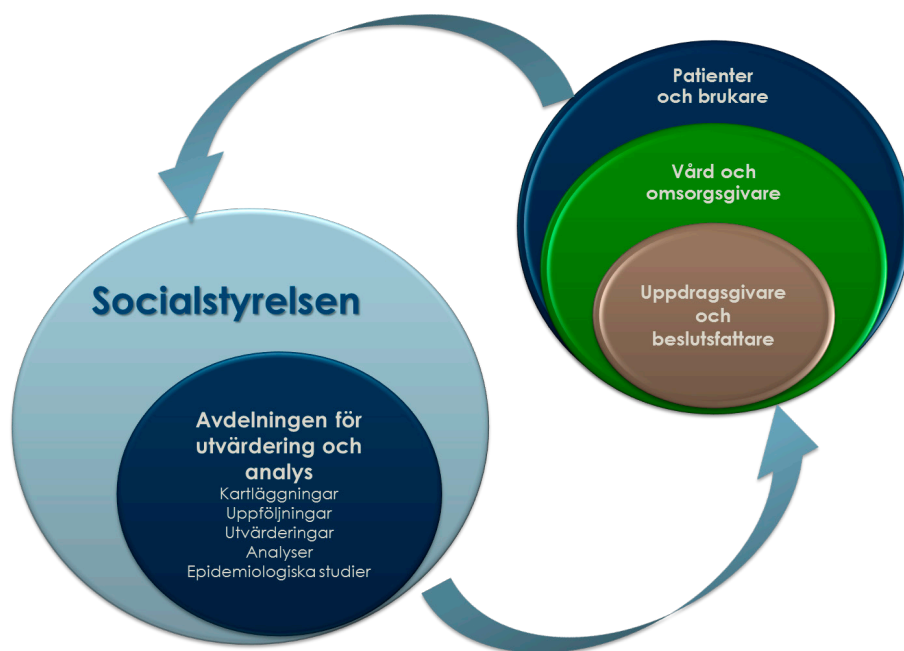 Patienter
och brukare
Vård och
omsorgsgivare
Uppdragsgivare
och
beslutsfattare
Socialstyrelsen
Avdelningen för
utvärdering och
analys
Kartläggningar
Uppföljningar
Utvärderingar
Analyser
Epidemiologiska studier